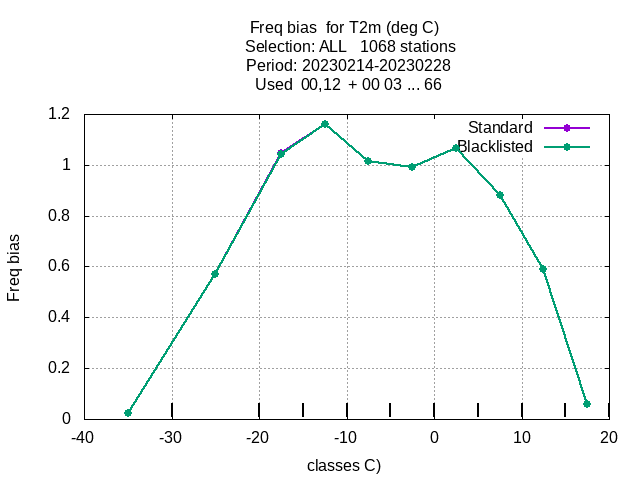 Freq bias  for T2m (deg C)
Selection: ALL   1068 stations
Period: 20230214-20230228
Used  00,12  + 00 03 ... 66
Standard
Blacklisted
1.2
1
0.8
0.6
0.4
0.2
0
Freq bias
-40 -30 -20 -10 0 10 20
classes C)